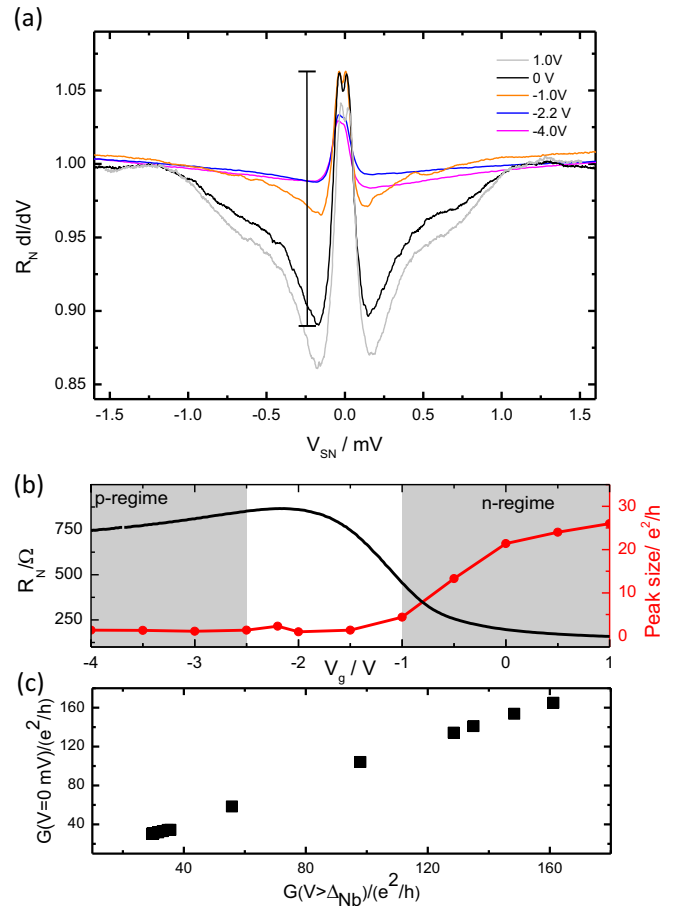 (a)
1.0V
0 V
-1.0V
-2.2 V
-4.0V
1.05
1.00
0.95
0.90
0.85
R_N dI/dV
-1.5 -1.0 -0.5 0.0 0.5 1.0 1.5
V_SN / mV
(b)
p-regime
n-regime
750
500
250
R_N /Ω
30
20
10
0
Peak size/ e²/h
-4 -3 -2 -1 0 1
V_g / V
(c)
160
120
80
40
G(V=0 mV)/(e²/h)
40 80 120 160
G(V>Δ_Nb)/(e²/h)